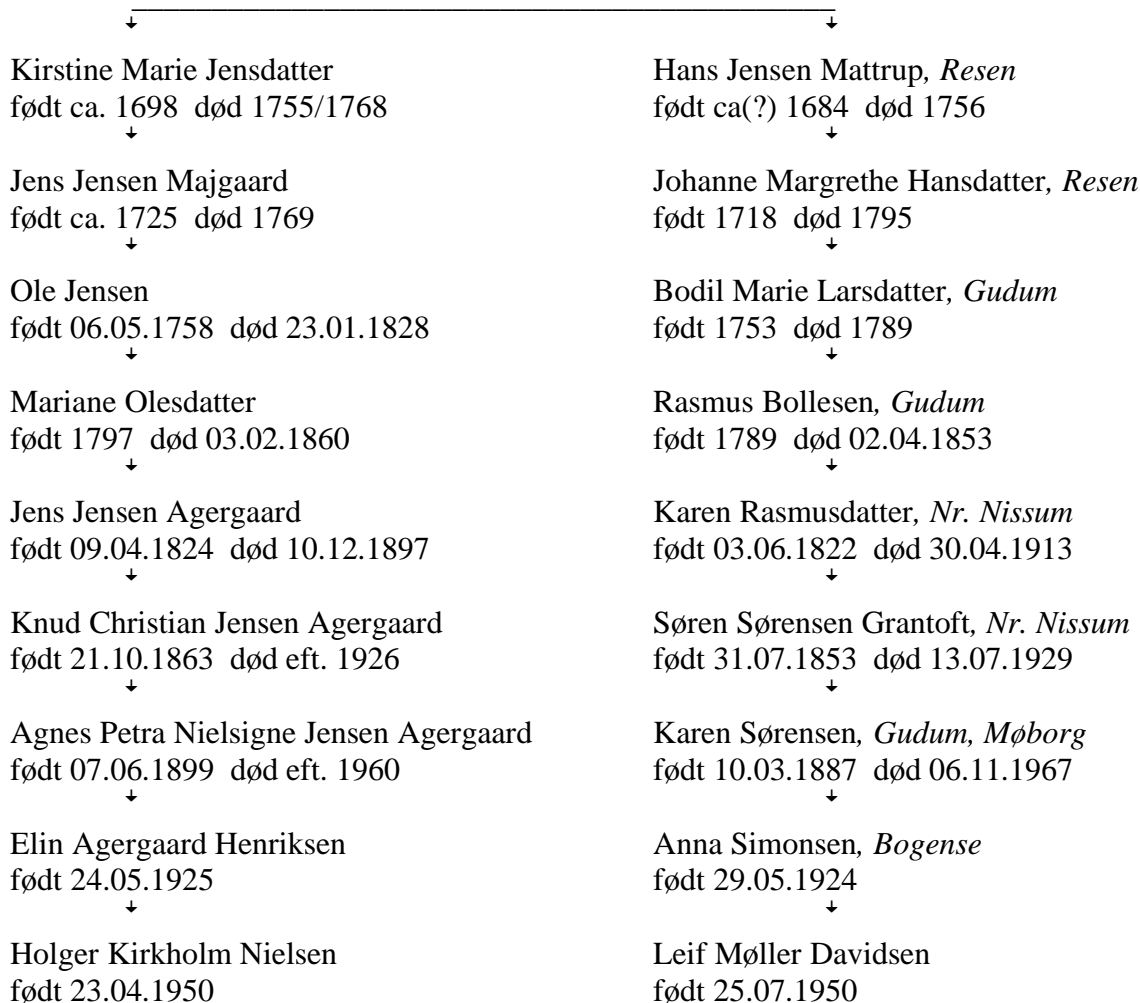 Kirstine Marie Jensdatter
født ca. 1698 død 1755/1768
Jens Jensen Majgaard
født ca. 1725 død 1769
Ole Jensen
født 06.05.1758 død 23.01.1828
Mariane Olesdatter
født 1797 død 03.02.1860
Jens Jensen Agergaard
født 09.04.1824 død 10.12.1897
Knud Christian Jensen Agergaard
født 21.10.1863 død eft. 1926
Agnes Petra Nielsigne Jensen Agergaard
født 07.06.1899 død eft. 1960
Elin Agergaard Henriksen
født 24.05.1925
Holger Kirkholm Nielsen
født 23.04.1950
Hans Jensen Mattrup, Resen
født ca(?) 1684 død 1756
Johanne Margrethe Hansdatter, Resen
født 1718 død 1795
Bodil Marie Larsdatter, Gudum
født 1753 død 1789
Rasmus Bollesen, Gudum
født 1789 død 02.04.1853
Karen Rasmusdatter, Nr. Nissum
født 03.06.1822 død 30.04.1913
Søren Sørensen Grantoft, Nr. Nissum
født 31.07.1853 død 13.07.1929
Karen Sørensen, Gudum, Møborg
født 10.03.1887 død 06.11.1967
Anna Simonsen, Bogense
født 29.05.1924
Leif Møller Davidsen
født 25.07.1950